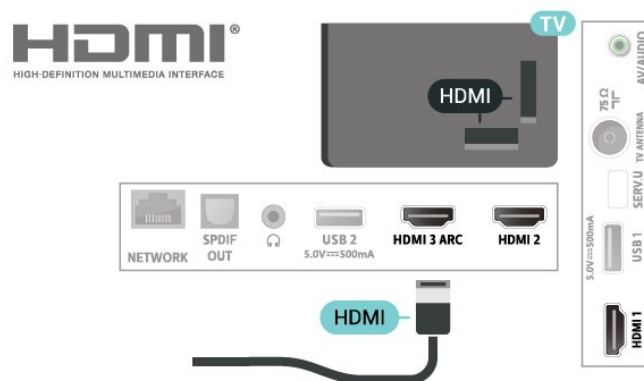 HDMI®
HIGH-DEFINITION MULTIMEDIA INTERFACE
TV
HDMI
NETWORK
SPDIF
OUT
USB 2
5.0V⎓500mA
HDMI 3 ARC
HDMI 2
HDMI
AV/AUDIO
75 Ω
TV ANTENNA
SERV.U
USB 1
5.0V⎓500mA
HDMI 1